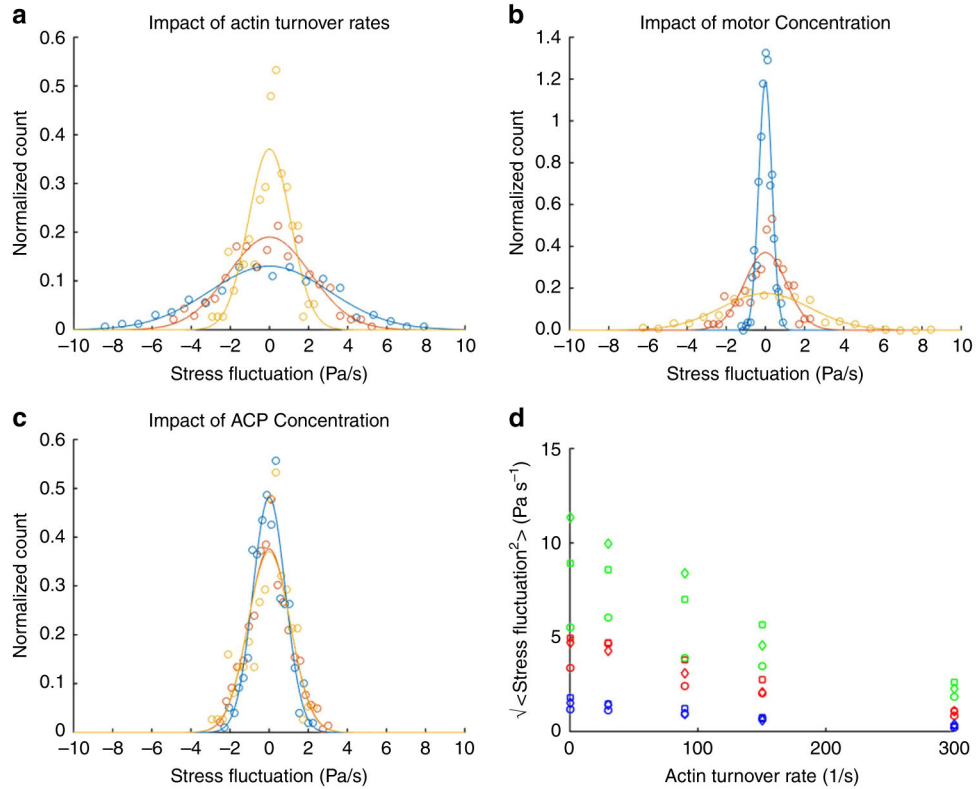 a
Impact of actin turnover rates
0.6
0.5
0.4
0.3
0.2
0.1
0
Normalized count
−10 −8 −6 −4 −2 0 2 4 6 8 10
Stress fluctuation (Pa/s)
b
Impact of motor Concentration
1.4
1.2
1.0
0.8
0.6
0.4
0.2
0.0
Normalized count
−10 −8 −6 −4 −2 0 2 4 6 8 10
Stress fluctuation (Pa/s)
c
Impact of ACP Concentration
0.6
0.5
0.4
0.3
0.2
0.1
0
Normalized count
−10 −8 −6 −4 −2 0 2 4 6 8 10
Stress fluctuation (Pa/s)
d
15
10
5
0
√ <Stress fluctuation²> (Pa s⁻¹)
0 100 200 300
Actin turnover rate (1/s)